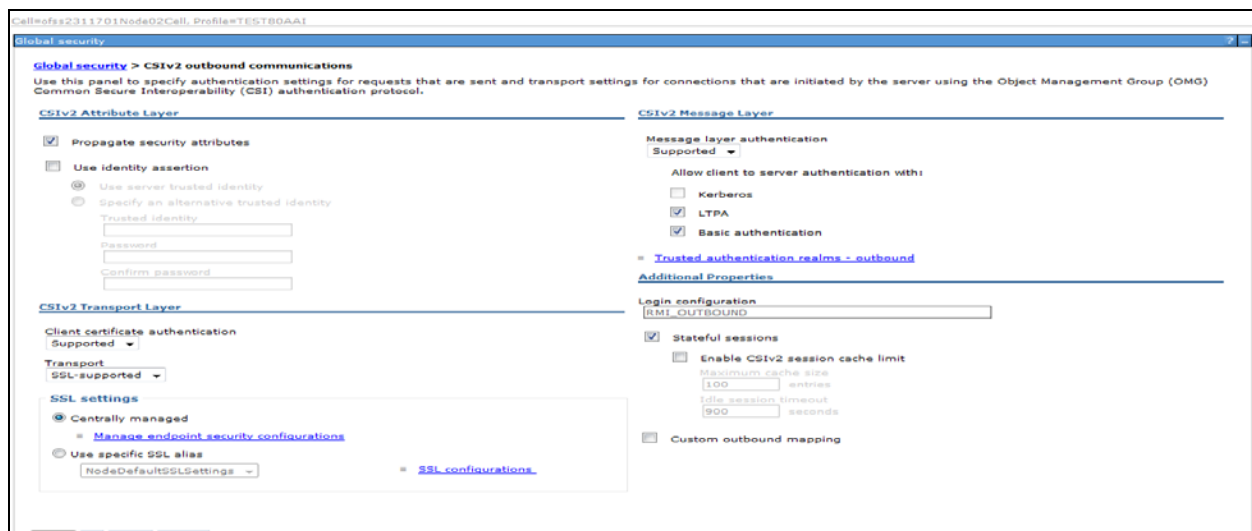 Cell=ofss2311701Node02Cell, Profile=TEST80AAI
Global security ? –
Global security > CSIv2 outbound communications
Use this panel to specify authentication settings for requests that are sent and transport settings for connections that are initiated by the server using the Object Management Group (OMG)
Common Secure Interoperability (CSI) authentication protocol.
CSIv2 Attribute Layer
Propagate security attributes
Use identity assertion
Use server trusted identity
Specify an alternative trusted identity
Trusted identity
Password
Confirm password
CSIv2 Transport Layer
Client certificate authentication
Supported
Transport
SSL-supported
SSL settings
Centrally managed
Manage endpoint security configurations
Use specific SSL alias
NodeDefaultSSLSettings
SSL configurations
CSIv2 Message Layer
Message layer authentication
Supported
Allow client to server authentication with:
Kerberos
LTPA
Basic authentication
Trusted authentication realms - outbound
Additional Properties
Login configuration
RMI_OUTBOUND
Stateful sessions
Enable CSIv2 session cache limit
Maximum cache size
100 entries
Idle session timeout
900 seconds
Custom outbound mapping